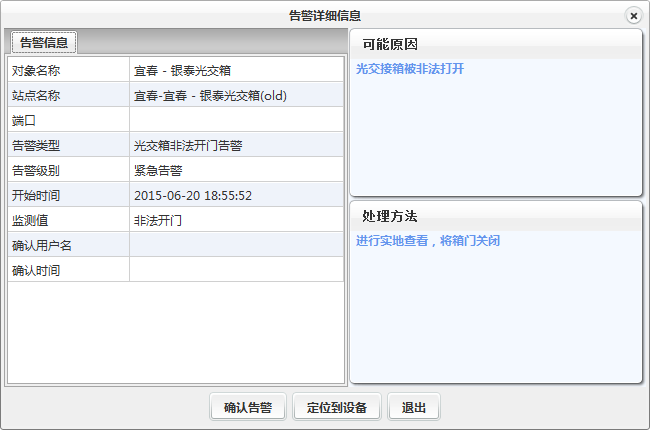 告警详细信息
告警信息
对象名称 宜春 - 银泰光交箱
站点名称 宜春-宜春 - 银泰光交箱(old)
端口
告警类型 光交箱非法开门告警
告警级别 紧急告警
开始时间 2015-06-20 18:55:52
监测值 非法开门
确认用户名
确认时间
可能原因
光交接箱被非法打开
处理方法
进行实地查看，将箱门关闭
确认告警 定位到设备 退出